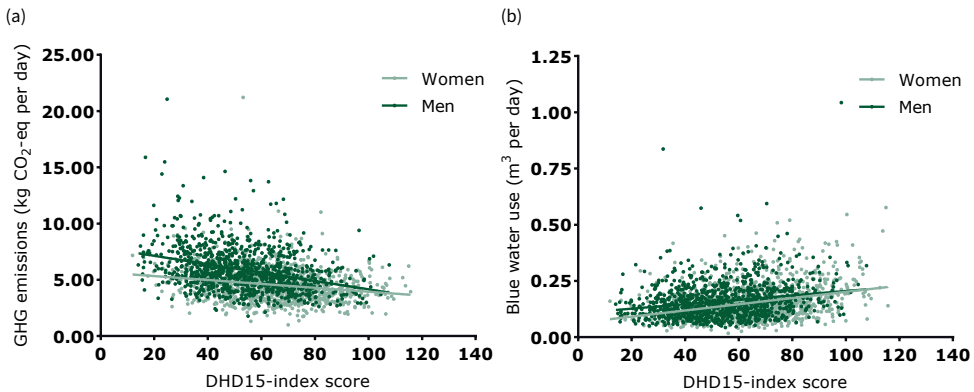 (a)
25.00
20.00
15.00
10.00
5.00
0.00
GHG emissions (kg CO₂-eq per day)
Women
Men
0 20 40 60 80 100 120 140
DHD15-index score
(b)
1.25
1.00
0.75
0.50
0.25
0.00
Blue water use (m³ per day)
Women
Men
0 20 40 60 80 100 120 140
DHD15-index score